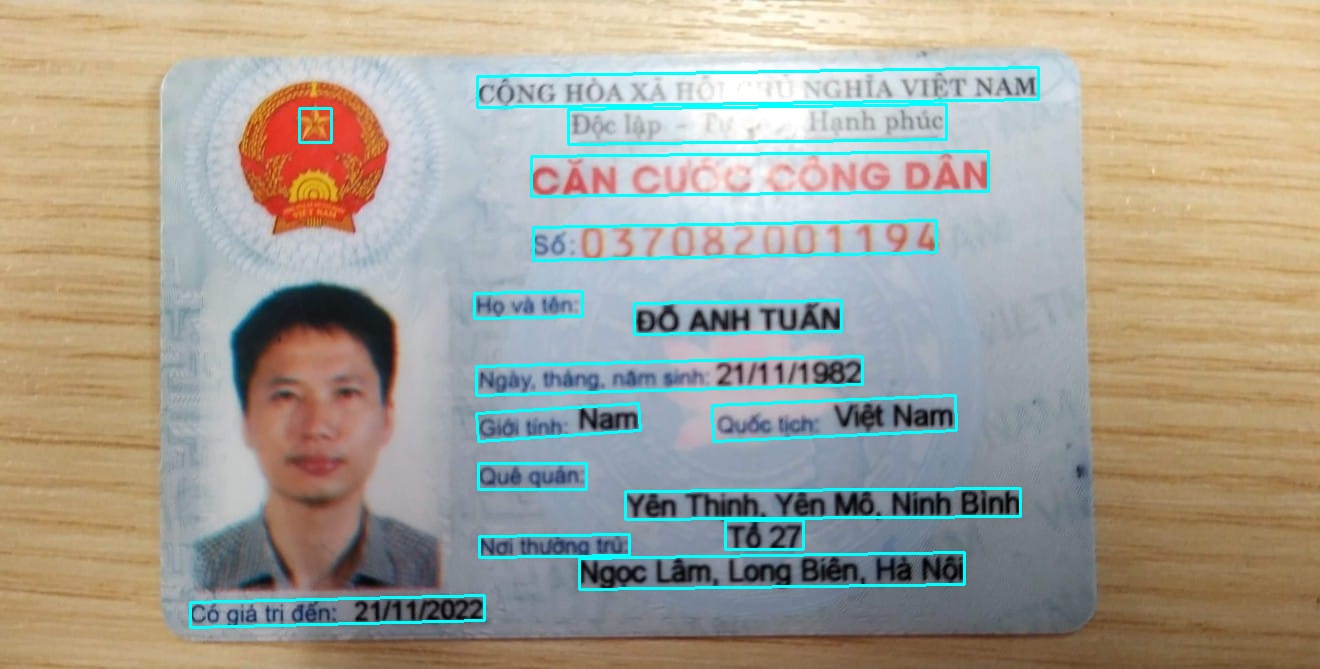 CỘNG HÒA XÃ HỘI CHỦ NGHĨA VIỆT NAM
Độc lập - Tự Hạnh phúc
CĂN CƯỚC CÔNG DÂN
Số: 037082001194
Họ và tên: ĐỖ ANH TUẤN
Ngày, tháng, năm sinh: 21/11/1982
Giới tính: Nam Quốc tịch: Việt Nam
Quê quán:
Yên Thịnh, Yên Mô, Ninh Bình
Nơi thường trú: Tổ 27
Ngọc Lâm, Long Biên, Hà Nội
Có giá trị đến: 21/11/2022
VIỆT NAM